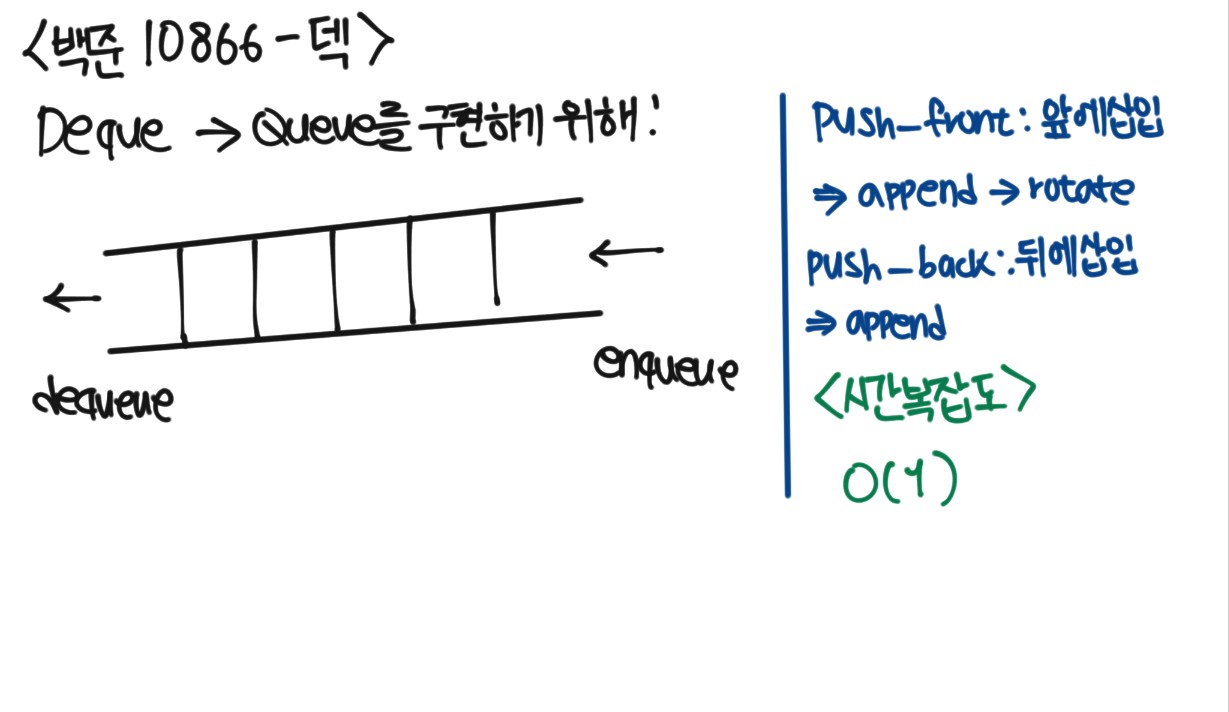 <백준 10866 - 덱>
Deque → Queue를 구현하기 위해!
dequeue
enqueue
push_front : 앞에삽입
⇒ append → rotate
push_back : 뒤에삽입
⇒ append
<시간복잡도>
O(1)